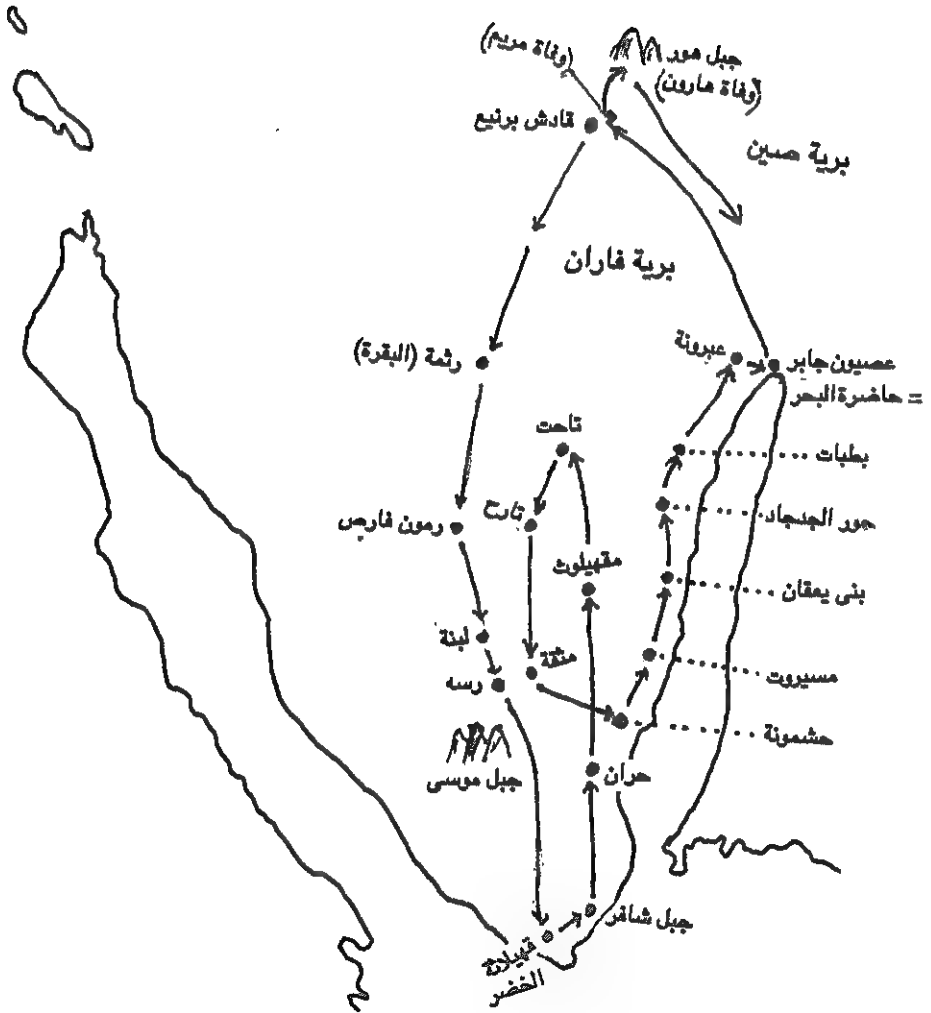 (وفاة مريم)
جبل هور
(وفاة هارون)
قادش برنيع
برية صين
برية فاران
رثمة (البقرة)
عبرونة
عصيون جابر
= حاضرة البحر
تاحت
بطبات
تارح
رمون فارص
حور الجدجاد
مقهيلوث
بنى يعقان
لبنة
مثقة
رسه
مسيروت
حشمونة
جبل موسى
حران
جبل شافر
قهيلاتة
الخضر